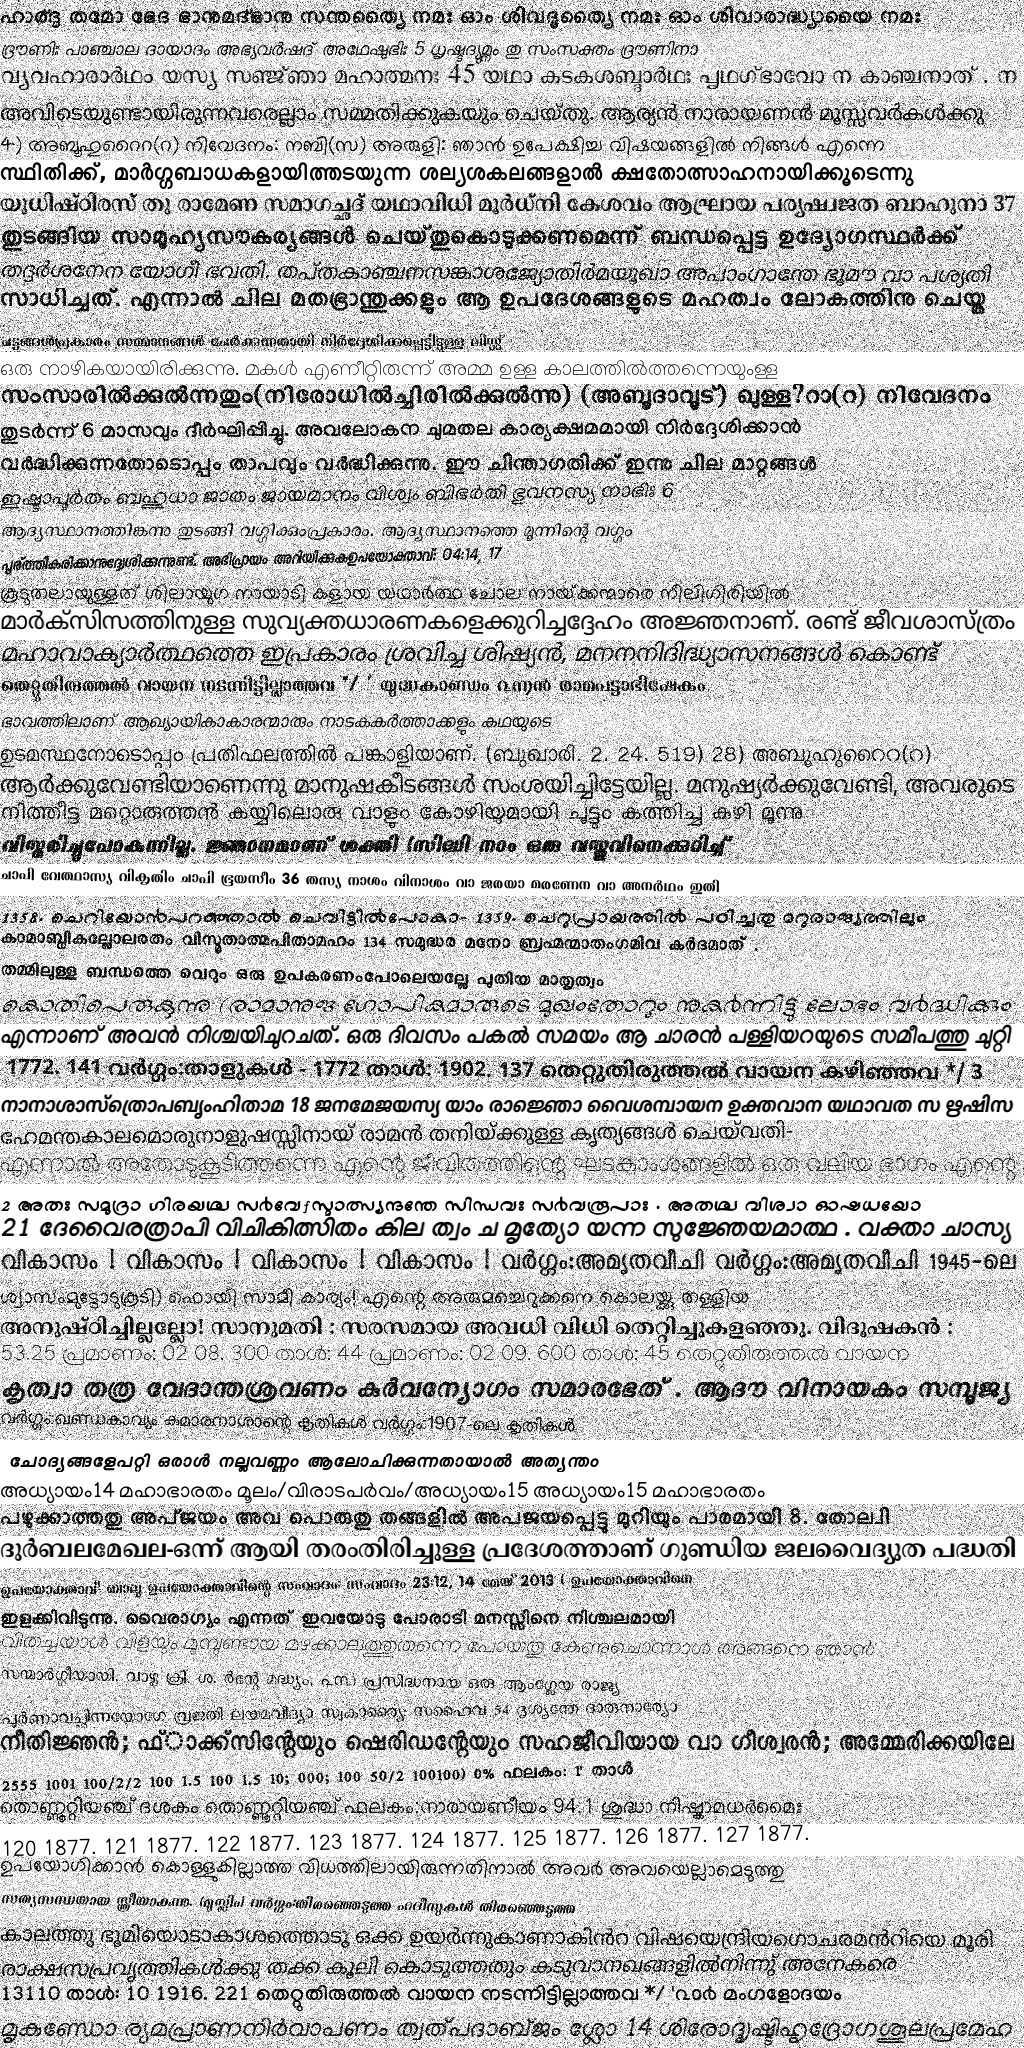 ഹാർദ്ദ തമോ ഭേദ ഭാനുമദ്ഭാനു സന്തത്യൈ നമഃ ഓം ശിവദൂത്യൈ നമഃ ഓം ശിവാരാദ്ധ്യായൈ നമഃ
ദ്രൗണിഃ പാഞ്ചാല ദായാദം അഭ്യവർഷദ് അഥേഷുഭിഃ 5 ധൃഷ്ടദ്യുമ്നം തു സംസക്തം ദ്രൗണിനാ
വ്യവഹാരാർഥം യസ്യ സഞ്ജ്ഞാ മഹാത്മനഃ 45 യഥാ കടകശബ്ദാർഥഃ പൃഥഗ്ഭാവോ ന കാഞ്ചനാത് . ന
അവിടെയുണ്ടായിരുന്നവരെല്ലാം സമ്മതിക്കുകയും ചെയ്തു. ആര്യൻ നാരായണൻ മൂസ്സവർകൾക്കു
4) അബൂഹുറൈറ(റ) നിവേദനം: നബി(സ) അരുളി: ഞാൻ ഉപേക്ഷിച്ച വിഷയങ്ങളിൽ നിങ്ങൾ എന്നെ
സ്ഥിതിക്ക്, മാർഗ്ഗബാധകളായിത്തടയുന്ന ശല്യശകലങ്ങളാൽ ക്ഷതോത്സാഹനായിക്കൂടെന്നു
യുധിഷ്ഠിരസ് തു രാമേണ സമാഗച്ഛദ് യഥാവിധി മൂർധ്നി കേശവം ആഘ്രായ പര്യഷ്വജത ബാഹുനാ 37
തുടങ്ങിയ സാമൂഹ്യസൗകര്യങ്ങൾ ചെയ്തുകൊടുക്കണമെന്ന് ബന്ധപ്പെട്ട ഉദ്യോഗസ്ഥർക്ക്
തദ്ദർശനേന യോഗീ ഭവതി. തപ്തകാഞ്ചനസങ്കാശജ്യോതിർമയൂഖാ അപാംഗാന്തേ ഭൂമൗ വാ പശ്യതി
സാധിച്ചത്. എന്നാൽ ചില മതഭ്രാന്തുക്കളും ആ ഉപദേശങ്ങളുടെ മഹത്വം ലോകത്തിനു ചെയ്ത
ചട്ടങ്ങൾപ്രകാരം സമ്മാനങ്ങൾ ചേർക്കുന്നതായി നിർദ്ദേശിക്കപ്പെട്ടിട്ടുള്ള ലിസ്റ്റ്
ഒരു നാഴികയായിരിക്കുന്നു. മകൾ എണീറ്റിരുന്ന് അമ്മ ഉള്ള കാലത്തിൽത്തന്നെയുംള്ള
സംസാരിൽക്കുൽന്നതും(നിരോധിൽച്ചിരിൽക്കുൽന്നു) (അബൂദാവൂട്) ഖുള്ള?റാ(റ) നിവേദനം
തുടർന്ന് 6 മാസവും ദീർഘിപ്പിച്ചു. അവലോകന ചുമതല കാര്യക്ഷമമായി നിർദ്ദേശിക്കാൻ
വർദ്ധിക്കുന്നതോടൊപ്പം താപവും വർദ്ധിക്കുന്നു. ഈ ചിന്താഗതിക്ക് ഇന്നു ചില മാറ്റങ്ങൾ
ഇഷ്ടാപൂർതം ബഹുധാ ജാതം ജായമാനം വിശ്വം ബിഭർതി ഭുവനസ്യ നാഭിഃ 6
ആദ്യസ്ഥാനത്തിങ്കന്നു തുടങ്ങി വഗ്ഗിക്കുംപ്രകാരം. ആദ്യസ്ഥാനത്തെ മൂന്നിന്റെ വഗ്ഗം
പൂര്ത്തീകരിക്കാനുദ്ദേശിക്കുന്നുണ്ട്. അഭിപ്രായം അറിയിക്കുകഉപയോക്താവ്: 04:14, 17
കൂടുതലായുള്ളത് ശിലായുഗ നായാടി കളായ യഥാർത്ഥ ചോല നായ്ക്കന്മാരെ നീലിഗിരിയിൽ
മാർക്സിസത്തിനുള്ള സുവ്യക്തധാരണകളെക്കുറിച്ചദ്ദേഹം അജ്ഞനാണ്. രണ്ട് ജീവശാസ്ത്രം
മഹാവാക്യാർത്ഥത്തെ ഇപ്രകാരം ശ്രവിച്ച ശിഷ്യൻ, മനനനിദിദ്ധ്യാസനങ്ങൾ കൊണ്ട്
തെറ്റുതിരുത്തൽ വായന നടന്നിട്ടില്ലാത്തവ */ ' യുദ്ധകാണ്ഡം ൨൬൬൯ രാമപട്ടാഭിഷേകം
ഭാവത്തിലാണ് ആഖ്യായികാകാരന്മാരും നാടകകർത്താക്കളും കഥയുടെ
ഉടമസ്ഥനോടൊപ്പം പ്രതിഫലത്തിൽ പങ്കാളിയാണ്. (ബുഖാരി. 2. 24. 519) 28) അബൂഹുറൈറ(റ)
ആർക്കുവേണ്ടിയാണെന്നു മാനുഷകീടങ്ങൾ സംശയിച്ചിട്ടേയില്ല. മനുഷ്യർക്കുവേണ്ടി, അവരുടെ
നിത്തീട്ട മറ്റൊരുത്തൻ കയ്യിലൊരു വാളും കോഴിയുമായി ചൂട്ടും കത്തിച്ച് കഴി മൂന്നു
വിസ്തരിച്ചുപോകുന്നില്ല. ജ്ഞാനമാണ് ശക്തി (സിലി) നാം ഒരു വസ്തുവിനെക്കുറിച്ച്
ചാപി വേത്ഥാസ്യ വികൃതിം ചാപി ഭൂയസീം 36 തസ്യ നാശം വിനാശം വാ ജരയാ മരണേന വാ അനർഥം ഇതി
1358. ചെറിയോൻപറഞ്ഞാൽ ചെവിട്ടിൽപോകാ- 1359. ചെറുപ്രായത്തിൽ പഠിച്ചതു റേരാജ്യത്തിലും
കാമാബ്ധികല്ലോലരതം വിസൃതാത്മപിതാമഹം 134 സമുദ്ധര മനോ ബ്രഹ്മന്മാതംഗമിവ കർദമാത് .
തമ്മിലുള്ള ബന്ധത്തെ വെറും ഒരു ഉപകരണംപോലെയല്ലേ പുതിയ മാതൃത്വം
കൊതിപെരുകുന്നു (രാമാനുജ ഗോപികമാരുടെ മുഖംതോറും നുകർന്നിട്ട് ലോഭം വർദ്ധിക്കും
എന്നാണ് അവൻ നിശ്ചയിചുറചത്. ഒരു ദിവസം പകൽ സമയം ആ ചാരൻ പള്ളിയറയുടെ സമീപത്തു ചുറ്റി
1772. 141 വർഗ്ഗം:താളുകൾ - 1772 താൾ: 1902. 137 തെറ്റുതിരുത്തൽ വായന കഴിഞ്ഞവ */ 3
നാനാശാസ്ത്രൊപബൃംഹിതാമ 18 ജനമേജയസ്യ യാം രാജ്ഞൊ വൈശമ്പായന ഉക്തവാന യഥാവത സ ഋഷിസ
ഹേമന്തകാലമൊരുനാളുഷസ്സിനായ് രാമൻ തനിയ്ക്കുള്ള കൃത്യങ്ങൾ ചെയ്വതി-
എന്നാൽ അതോടുകൂടിത്തന്നെ എന്റെ ജീവിതത്തിന്റെ ഘടകാംശങ്ങളിൽ ഒരു വലിയ ഭാഗം എന്റെ
2 അതഃ സമുദ്രാ ഗിരയശ്ച സർവേ ഽസ്മാത്സ്യന്ദന്തേ സിന്ധവഃ സർവരൂപാഃ . അതശ്ച വിശ്വാ ഓഷധയോ
21 ദേവൈരത്രാപി വിചികിത്സിതം കില ത്വം ച മൃത്യോ യന്ന സുജ്ഞേയമാത്ഥ . വക്താ ചാസ്യ
വികാസം | വികാസം | വികാസം | വികാസം | വർഗ്ഗം:അമൃതവീചി വർഗ്ഗം:അമൃതവീചി 1945-ലെ
ശ്വാസംമുട്ടോടുകൂടി) ഫൊയി! സാമീ കാര്യം! എന്റെ അരുമച്ചെറുക്കനെ കൊലയ്ക്കു തള്ളിയ
അനുഷ്ഠിച്ചില്ലല്ലോ! സാനുമതി : സരസമായ അവധി വിധി തെറ്റിച്ചുകളഞ്ഞു. വിദൂഷകൻ :
53.25 പ്രമാണം: 02 08. 300 താൾ: 44 പ്രമാണം: 02 09. 600 താൾ: 45 തെറ്റുതിരുത്തൽ വായന
കൃത്വാ തത്ര വേദാന്തശ്രവണം കുർവന്യോഗം സമാരഭേത് . ആദൗ വിനായകം സമ്പൂജ്യ
വർഗ്ഗം:ഖണ്ഡകാവ്യം കുമാരനാശാന്റെ കൃതികൾ വർഗ്ഗം:1907-ലെ കൃതികൾ
ചോദ്യങ്ങളേപറ്റി ഒരാൾ നല്ലവണ്ണം ആലോചിക്കുന്നതായാൽ അത്യന്തം
അധ്യായം14 മഹാഭാരതം മൂലം/വിരാടപർവം/അധ്യായം15 അധ്യായം15 മഹാഭാരതം
പഴുക്കാത്തതു അപ്ജയം അവ പൊരുതു തങ്ങളിൽ അപജയപ്പെട്ടു മുറിയും പാരമായി 8. തോല്പി
ദുർബലമേഖല-ഒന്ന് ആയി തരംതിരിച്ചുള്ള പ്രദേശത്താണ് ഗുണ്ഡിയ ജലവൈദ്യുത പദ്ധതി
ഉപയോക്താവ്: ബാലു ഉപയോക്താവിന്റെ സംവാദം: സംവാദം 23:12, 14 മേയ് 2013 ( ഉപയോക്താവിനെ
ഇളക്കിവിടുന്നു. വൈരാഗ്യം എന്നത് ഇവയോടു പോരാടി മനസ്സിനെ നിശ്ചലമായി
വിതച്ചയാൾ വിളയും മുമ്പുണ്ടായ മഴക്കാലത്തുതന്നെ പോയതു കേണുചൊന്നാൾ അങ്ങനെ ഞാൻ
സന്മാർഗ്ഗിയായി. വാഴ്ച ക്രി. ശ. ർന്റേ മദ്ധ്യം. ൧൬) പ്രസിദ്ധനായ ഒരു ആംഗ്ലേയ രാജ്യ
പൂർണാവച്ഛിന്നയോഗേ വ്രജതി ലയമവിദ്യാ സ്വകാര്യൈഃ സഹൈവ 54 ദൃശ്യന്തേ ദാരുനാര്യോ
നീതിജ്ഞൻ; ഫ്ാക്ക്സിന്റേയും ഷെരിഡന്റേയും സഹജീവിയായ വാ ഗീശ്വരൻ; അമ്മേരിക്കയിലേ
2555 1001 100/2/2 100 1.5 100 1.5 10; 000; 100 50/2 100100) 0% ഫലകം: 1' താൾ
തൊണ്ണൂറ്റിയഞ്ച് ദശകം തൊണ്ണൂറ്റിയഞ്ച് ഫലകം:നാരായണീയം 94.1 ശുദ്ധാ നിഷ്കാമധർമൈഃ
120 1877. 121 1877. 122 1877. 123 1877. 124 1877. 125 1877. 126 1877. 127 1877.
ഉപയോഗിക്കാൻ കൊള്ളുകില്ലാത്ത വിധത്തിലായിരുന്നതിനാൽ അവർ അവയെല്ലാമെടുത്തു
സത്യസന്ധയായ സ്ത്രീയാകുന്നു. (മുസ്ലിം) വർഗ്ഗം:തിരഞ്ഞെടുത്ത ഹദീസുകൾ തിരഞ്ഞെടുത്ത
കാലത്തു ഭൂമിയൊടാകാശത്തൊടൂ ഒക്ക ഉയർന്നുകാണാകിൻറ വിഷയെന്ദ്രിയഗൊചരമൻറിയെ മൂരി
രാക്ഷസപ്രവൃത്തികൾക്കു തക്ക കൂലി കൊടുത്തതും കടുവാനഖങ്ങളിൽനിന്നു് അനേകരെ
13110 താൾ: 10 1916. 221 തെറ്റുതിരുത്തൽ വായന നടന്നിട്ടില്ലാത്തവ */ '൨൦൪ മംഗളോദയം
മൃകണ്ഡോ ര്യമപ്രാണനിർവാപണം ത്വത്പദാബ്ജം ശ്ലോ 14 ശിരോദൃഷ്ടിഹൃദ്രോഗശൂലപ്രമേഹ